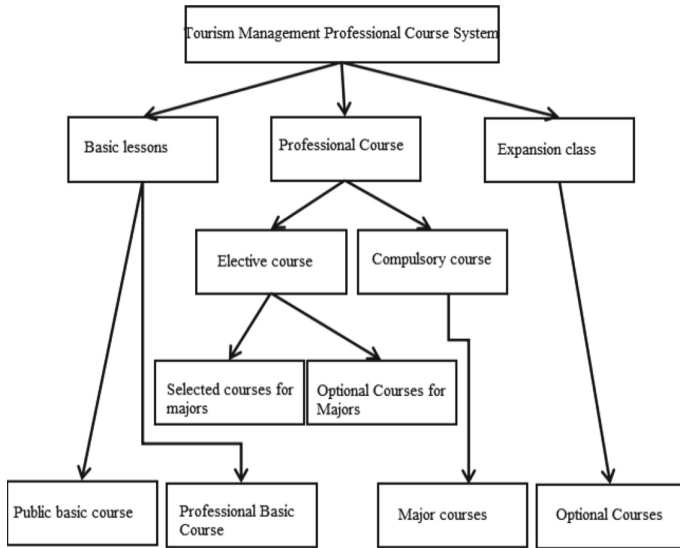 Tourism Management Professional Course System
Basic lessons
Professional Course
Expansion class
Elective course
Compulsory course
Selected courses for
majors
Optional Courses for
Majors
Public basic course
Professional Basic
Course
Major courses
Optional Courses